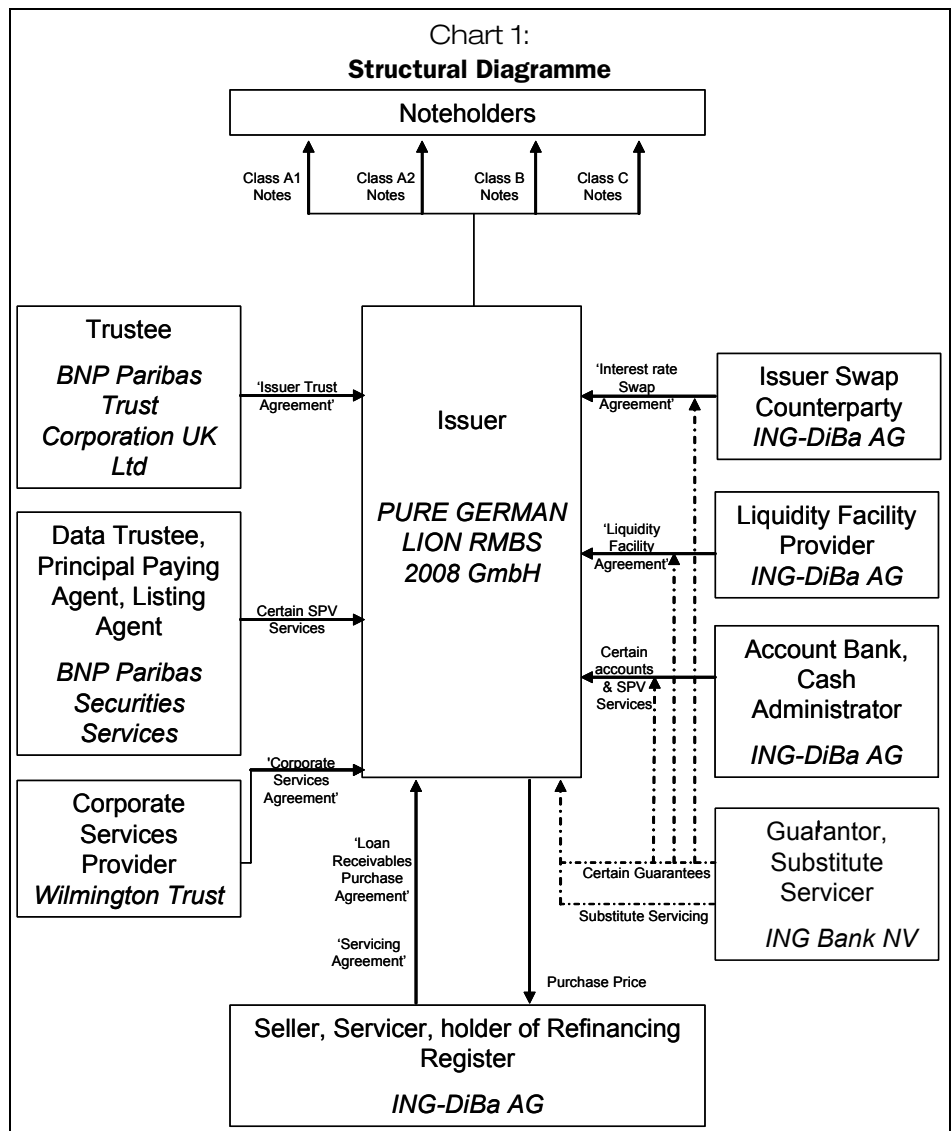 Chart 1:
Structural Diagramme
Noteholders
Class A1
Notes
Class A2
Notes
Class B
Notes
Class C
Notes
Trustee
BNP Paribas
Trust
Corporation UK
Ltd
‘Issuer Trust
Agreement’
Data Trustee,
Principal Paying
Agent, Listing
Agent
BNP Paribas
Securities
Services
Certain SPV
Services
Corporate
Services
Provider
Wilmington Trust
‘Corporate
Services
Agreement’
Issuer
PURE GERMAN
LION RMBS
2008 GmbH
‘Interest rate
Swap
Agreement’
Issuer Swap
Counterparty
ING-DiBa AG
‘Liquidity
Facility
Agreement’
Liquidity Facility
Provider
ING-DiBa AG
Certain
accounts
& SPV
Services
Account Bank,
Cash
Administrator
ING-DiBa AG
Guarantor,
Substitute
Servicer
ING Bank NV
Certain Guarantees
Substitute Servicing
‘Loan
Receivables
Purchase
Agreement’
‘Servicing
Agreement’
Purchase Price
Seller, Servicer, holder of Refinancing
Register
ING-DiBa AG